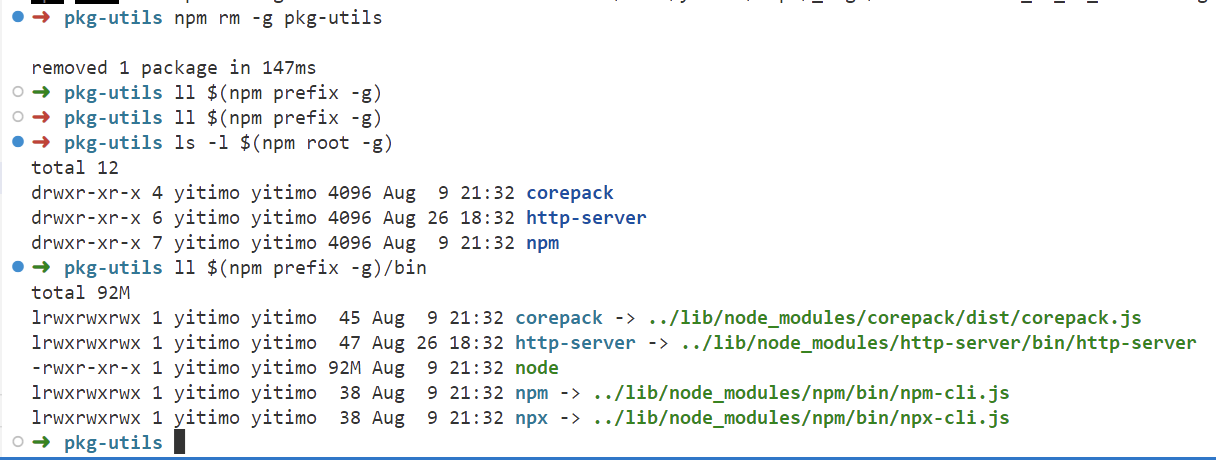 ➜ pkg-utils npm rm -g pkg-utils
removed 1 package in 147ms
➜ pkg-utils ll $(npm prefix -g)
➜ pkg-utils ll $(npm prefix -g)
➜ pkg-utils ls -l $(npm root -g)
total 12
drwxr-xr-x 4 yitimo yitimo 4096 Aug  9 21:32 corepack
drwxr-xr-x 6 yitimo yitimo 4096 Aug 26 18:32 http-server
drwxr-xr-x 7 yitimo yitimo 4096 Aug  9 21:32 npm
➜ pkg-utils ll $(npm prefix -g)/bin
total 92M
lrwxrwxrwx 1 yitimo yitimo  45 Aug  9 21:32 corepack -> ../lib/node_modules/corepack/dist/corepack.js
lrwxrwxrwx 1 yitimo yitimo  47 Aug 26 18:32 http-server -> ../lib/node_modules/http-server/bin/http-server
-rwxr-xr-x 1 yitimo yitimo 92M Aug  9 21:32 node
lrwxrwxrwx 1 yitimo yitimo  38 Aug  9 21:32 npm -> ../lib/node_modules/npm/bin/npm-cli.js
lrwxrwxrwx 1 yitimo yitimo  38 Aug  9 21:32 npx -> ../lib/node_modules/npm/bin/npx-cli.js
➜ pkg-utils